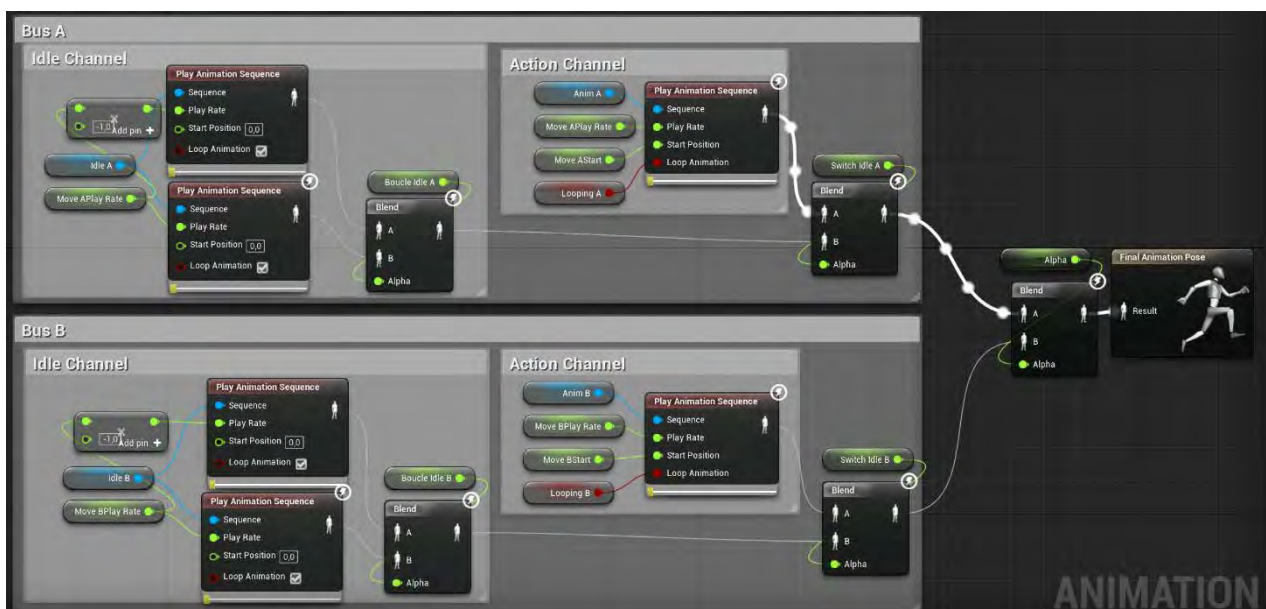 Bus A
Idle Channel
Play Animation Sequence
Sequence
Play Rate
Start Position 0,0
Loop Animation
-1,0
Add pin +
Idle A
Move APlay Rate
Play Animation Sequence
Sequence
Play Rate
Start Position 0,0
Loop Animation
Boucle Idle A
Blend
A
B
Alpha
Action Channel
Anim A
Move APlay Rate
Move AStart
Looping A
Play Animation Sequence
Sequence
Play Rate
Start Position
Loop Animation
Switch Idle A
Blend
A
B
Alpha
Alpha
Blend
A
B
Alpha
Final Animation Pose
Result
Bus B
Idle Channel
Play Animation Sequence
Sequence
Play Rate
Start Position 0,0
Loop Animation
-1,0
Add pin +
Idle B
Move BPlay Rate
Play Animation Sequence
Sequence
Play Rate
Start Position 0,0
Loop Animation
Boucle Idle B
Blend
A
B
Alpha
Action Channel
Anim B
Move BPlay Rate
Move BStart
Looping B
Play Animation Sequence
Sequence
Play Rate
Start Position
Loop Animation
Switch Idle B
Blend
A
B
Alpha
ANIMATION